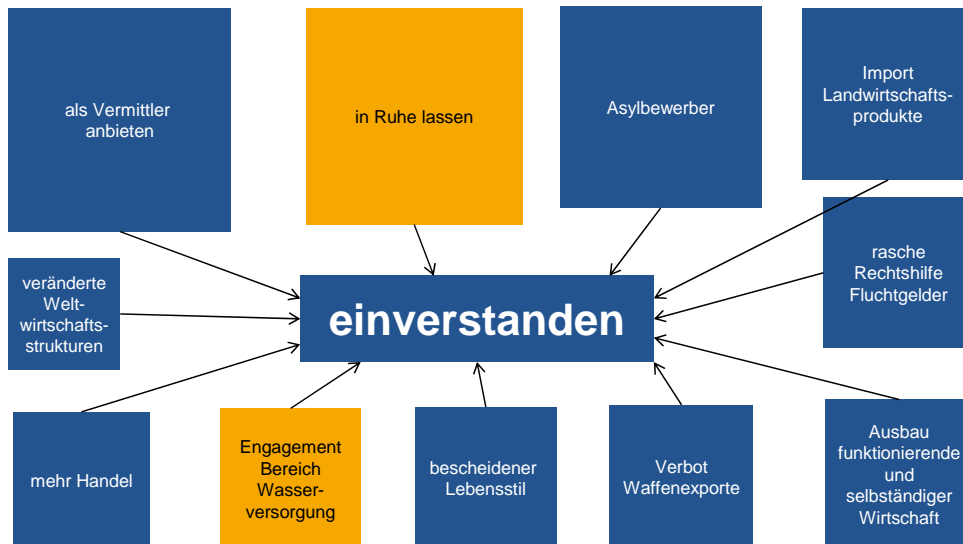 als Vermittler
anbieten
in Ruhe lassen
Asylbewerber
Import
Landwirtschafts-
produkte
veränderte
Welt-
wirtschafts-
strukturen
einverstanden
rasche
Rechtshilfe
Fluchtgelder
mehr Handel
Engagement
Bereich
Wasser-
versorgung
bescheidener
Lebensstil
Verbot
Waffenexporte
Ausbau
funktionierende
und
selbständiger
Wirtschaft